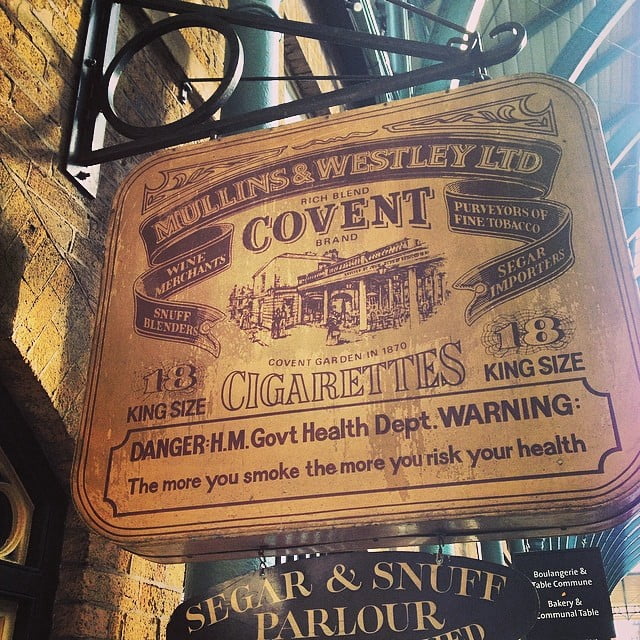 MULLINS & WESTLEY LTD
RICH BLEND
COVENT
BRAND
WINE
MERCHANTS
SNUFF
BLENDERS
PURVEYORS OF
FINE TOBACCO
SEGAR
IMPORTERS
COVENT GARDEN IN 1870
CIGARETTES
18
KING SIZE
18
KING SIZE
DANGER: H.M. Govt Health Dept. WARNING:
The more you smoke the more you risk your health
SEGAR & SNUFF
PARLOUR
Boulangerie &
Table Commune
Bakery &
Communal Table